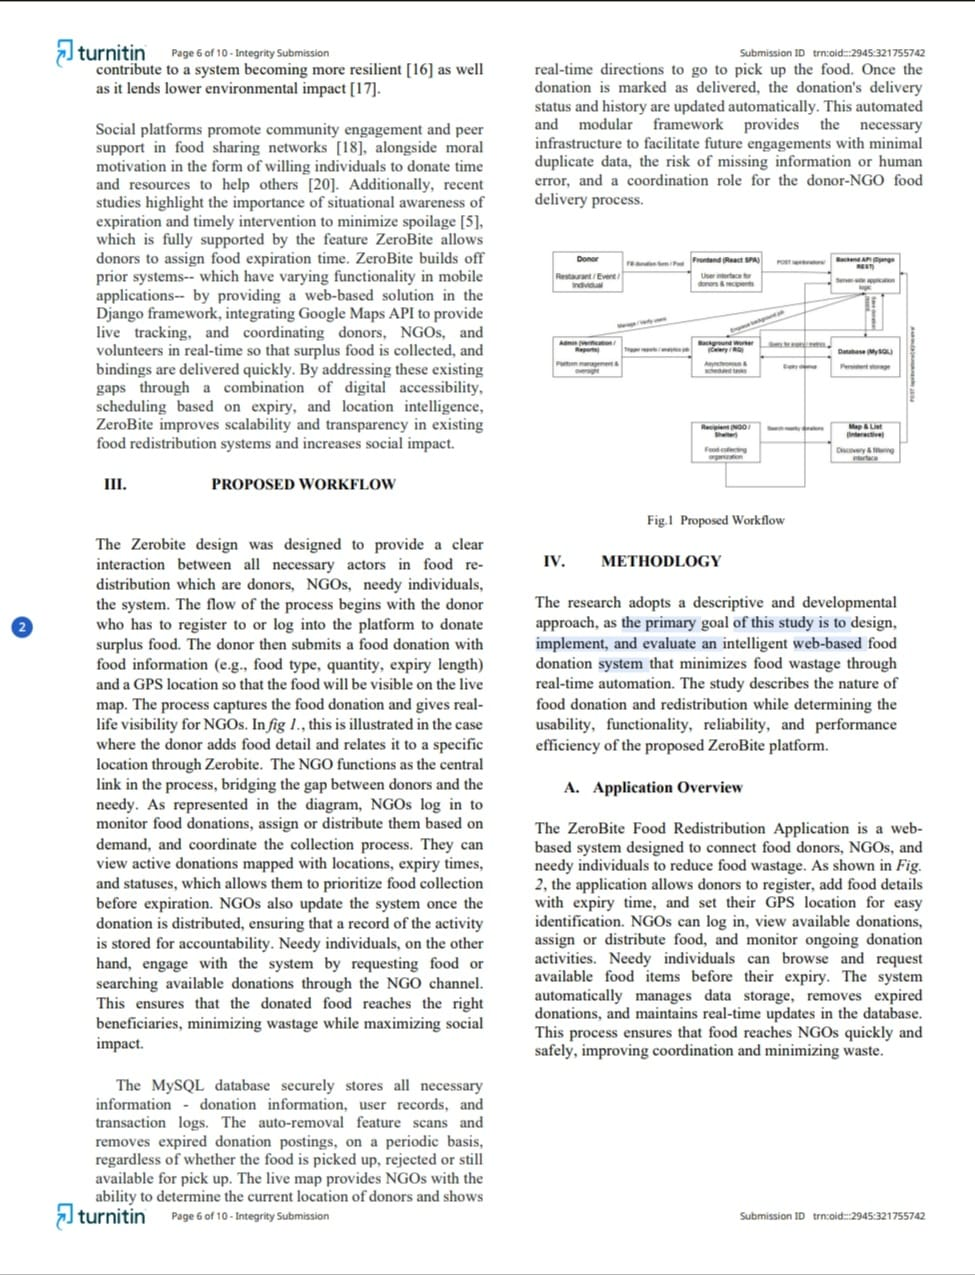 turnitin Page 6 of 10 - Integrity Submission
Submission ID trn:oid:::2945:321755742
contribute to a system becoming more resilient [16] as well
as it lends lower environmental impact [17].
Social platforms promote community engagement and peer
support in food sharing networks [18], alongside moral
motivation in the form of willing individuals to donate time
and resources to help others [20]. Additionally, recent
studies highlight the importance of situational awareness of
expiration and timely intervention to minimize spoilage [5],
which is fully supported by the feature ZeroBite allows
donors to assign food expiration time. ZeroBite builds off
prior systems-- which have varying functionality in mobile
applications-- by providing a web-based solution in the
Django framework, integrating Google Maps API to provide
live tracking, and coordinating donors, NGOs, and
volunteers in real-time so that surplus food is collected, and
bindings are delivered quickly. By addressing these existing
gaps through a combination of digital accessibility,
scheduling based on expiry, and location intelligence,
ZeroBite improves scalability and transparency in existing
food redistribution systems and increases social impact.
III. PROPOSED WORKFLOW
The Zerobite design was designed to provide a clear
interaction between all necessary actors in food re-
distribution which are donors, NGOs, needy individuals,
the system. The flow of the process begins with the donor
who has to register to or log into the platform to donate
surplus food. The donor then submits a food donation with
food information (e.g., food type, quantity, expiry length)
and a GPS location so that the food will be visible on the live
map. The process captures the food donation and gives real-
life visibility for NGOs. In fig 1., this is illustrated in the case
where the donor adds food detail and relates it to a specific
location through Zerobite. The NGO functions as the central
link in the process, bridging the gap between donors and the
needy. As represented in the diagram, NGOs log in to
monitor food donations, assign or distribute them based on
demand, and coordinate the collection process. They can
view active donations mapped with locations, expiry times,
and statuses, which allows them to prioritize food collection
before expiration. NGOs also update the system once the
donation is distributed, ensuring that a record of the activity
is stored for accountability. Needy individuals, on the other
hand, engage with the system by requesting food or
searching available donations through the NGO channel.
This ensures that the donated food reaches the right
beneficiaries, minimizing wastage while maximizing social
impact.
The MySQL database securely stores all necessary
information - donation information, user records, and
transaction logs. The auto-removal feature scans and
removes expired donation postings, on a periodic basis,
regardless of whether the food is picked up, rejected or still
available for pick up. The live map provides NGOs with the
ability to determine the current location of donors and shows
2
real-time directions to go to pick up the food. Once the
donation is marked as delivered, the donation's delivery
status and history are updated automatically. This automated
and modular framework provides the necessary
infrastructure to facilitate future engagements with minimal
duplicate data, the risk of missing information or human
error, and a coordination role for the donor-NGO food
delivery process.
Donor
Restaurant / Event /
Individual
Fill donation form / Post
Frontend (React SPA)
User interface for
donors & recipients
Backend API (Django
REST)
Server-side application
logic
Manage / Verify users
Enqueue background job
Admin (Verification /
Reports)
Platform management &
oversight
Trigger reports / analytics job
Background Worker
(Celery / RQ)
Asynchronous &
scheduled tasks
Query for expiry / metrics
Expiry cleanup
Database (MySQL)
Persistent storage
Recipient (NGO /
Shelter)
Food-collecting
organization
Search nearby donations
Map & List
(Interactive)
Discovery & filtering
interface
Fig.1 Proposed Workflow
IV. METHODLOGY
The research adopts a descriptive and developmental
approach, as the primary goal of this study is to design,
implement, and evaluate an intelligent web-based food
donation system that minimizes food wastage through
real-time automation. The study describes the nature of
food donation and redistribution while determining the
usability, functionality, reliability, and performance
efficiency of the proposed ZeroBite platform.
A. Application Overview
The ZeroBite Food Redistribution Application is a web-
based system designed to connect food donors, NGOs, and
needy individuals to reduce food wastage. As shown in Fig.
2, the application allows donors to register, add food details
with expiry time, and set their GPS location for easy
identification. NGOs can log in, view available donations,
assign or distribute food, and monitor ongoing donation
activities. Needy individuals can browse and request
available food items before their expiry. The system
automatically manages data storage, removes expired
donations, and maintains real-time updates in the database.
This process ensures that food reaches NGOs quickly and
safely, improving coordination and minimizing waste.
turnitin Page 6 of 10 - Integrity Submission
Submission ID trn:oid:::2945:321755742